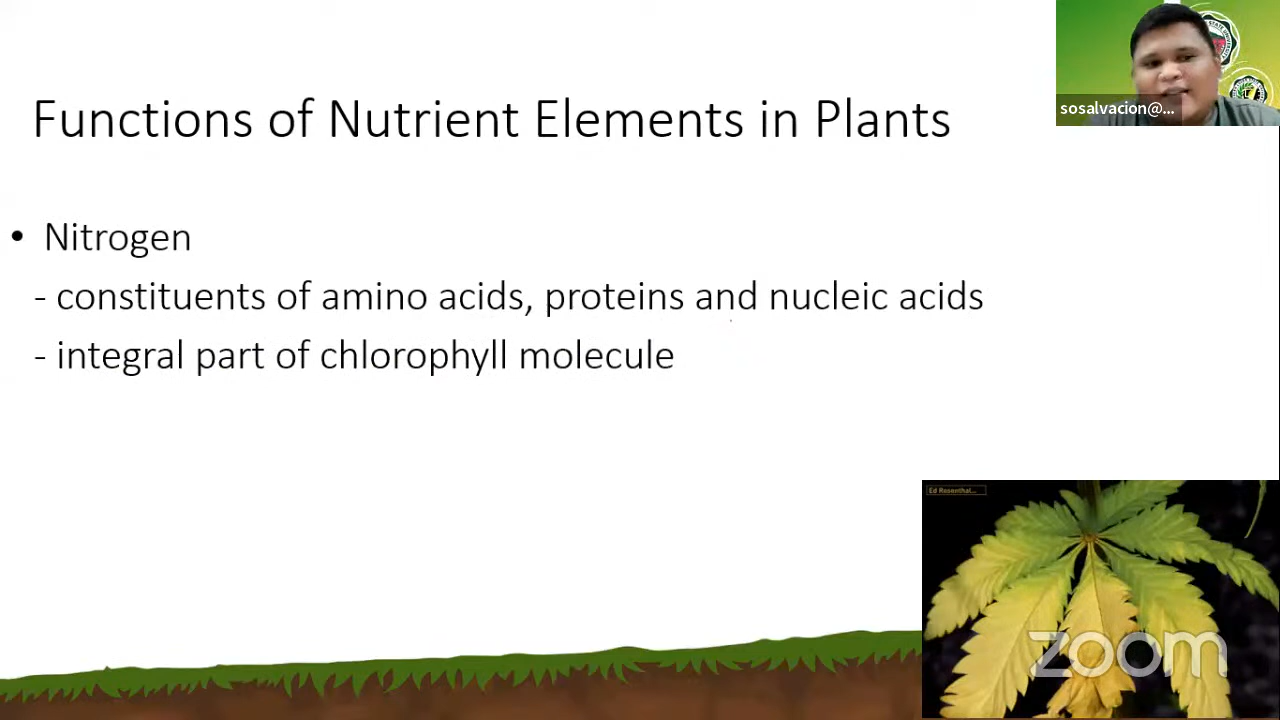 Functions of Nutrient Elements in Plants
sosalvacion@...
• Nitrogen
- constituents of amino acids, proteins and nucleic acids
- integral part of chlorophyll molecule
Ed Rosenthal...
zoom